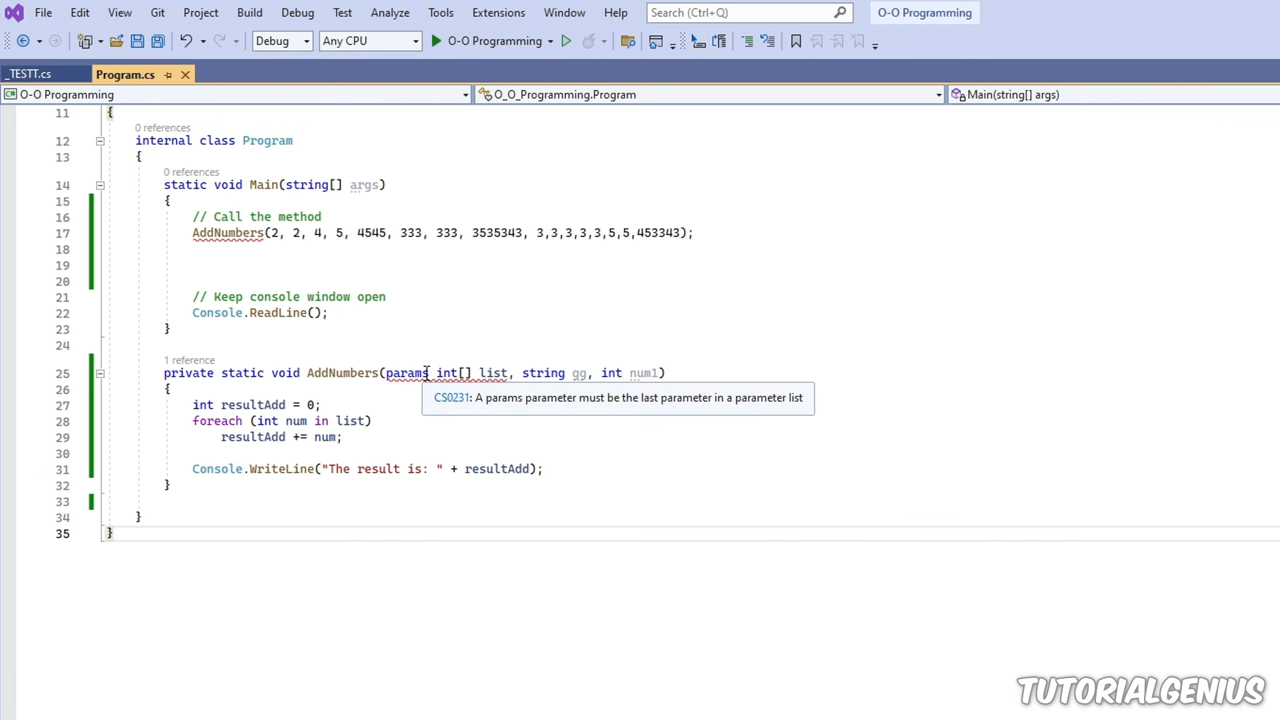 File Edit View Git Project Build Debug Test Analyze Tools Extensions Window Help Search (Ctrl+Q) O-O Programming
Debug Any CPU O-O Programming
_TESTT.cs Program.cs
O-O Programming O_O_Programming.Program Main(string[] args)
11 {
0 references
12 internal class Program
13 {
0 references
14 static void Main(string[] args)
15 {
16 // Call the method
17 AddNumbers(2, 2, 4, 5, 4545, 333, 333, 3535343, 3,3,3,3,3,5,5,453343);
18
19
20
21 // Keep console window open
22 Console.ReadLine();
23 }
24
1 reference
25 private static void AddNumbers(params int[] list, string gg, int num1)
26 {
CS0231: A params parameter must be the last parameter in a parameter list
27 int resultAdd = 0;
28 foreach (int num in list)
29 resultAdd += num;
30
31 Console.WriteLine("The result is: " + resultAdd);
32 }
33
34 }
35 }
TUTORIALGENIUS